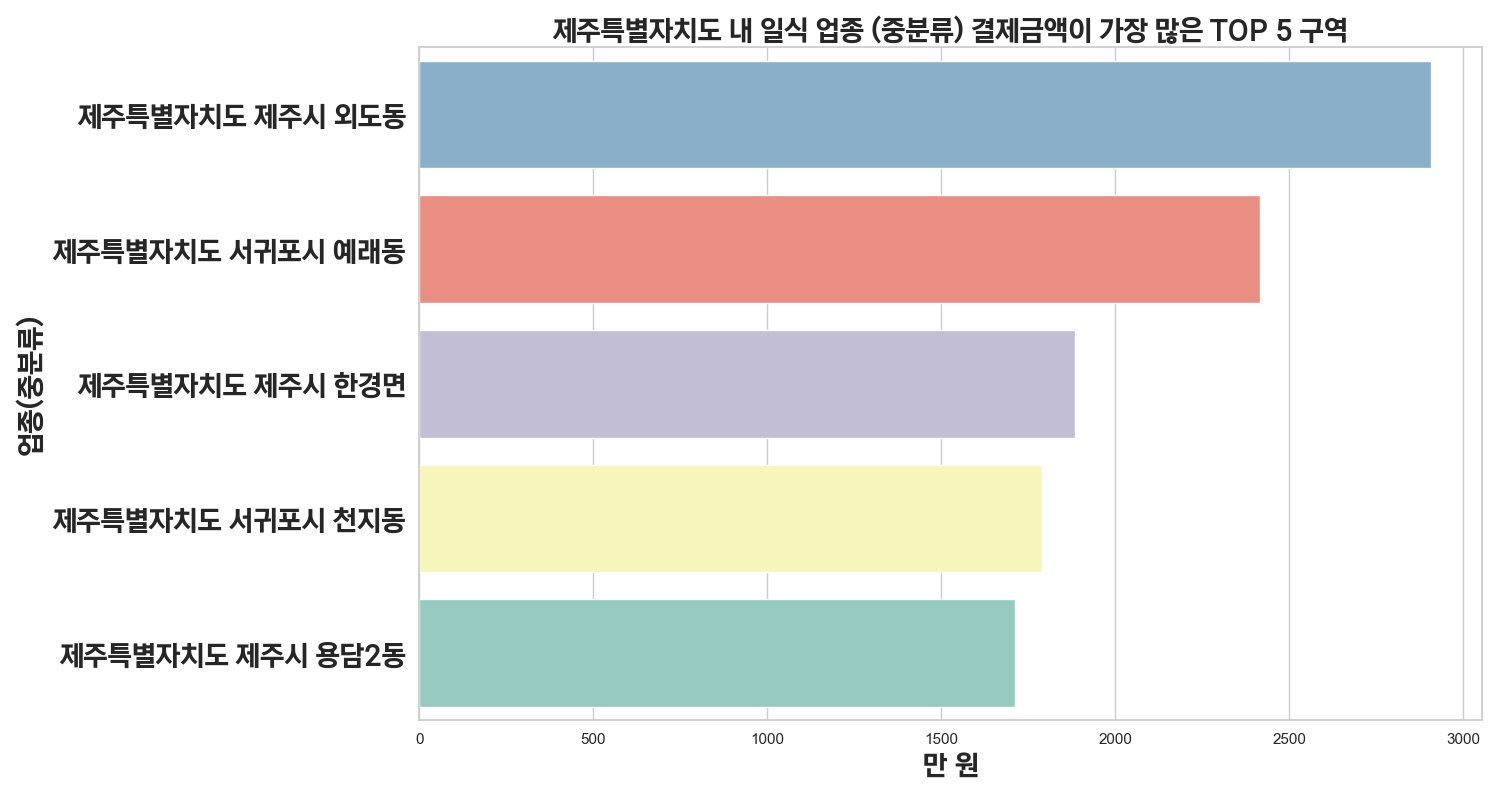 제주특별자치도 내 일식 업종 (중분류) 결제금액이 가장 많은 TOP 5 구역
업종(중분류)
제주특별자치도 제주시 외도동
제주특별자치도 서귀포시 예래동
제주특별자치도 제주시 한경면
제주특별자치도 서귀포시 천지동
제주특별자치도 제주시 용담2동
0 500 1000 1500 2000 2500 3000
만 원